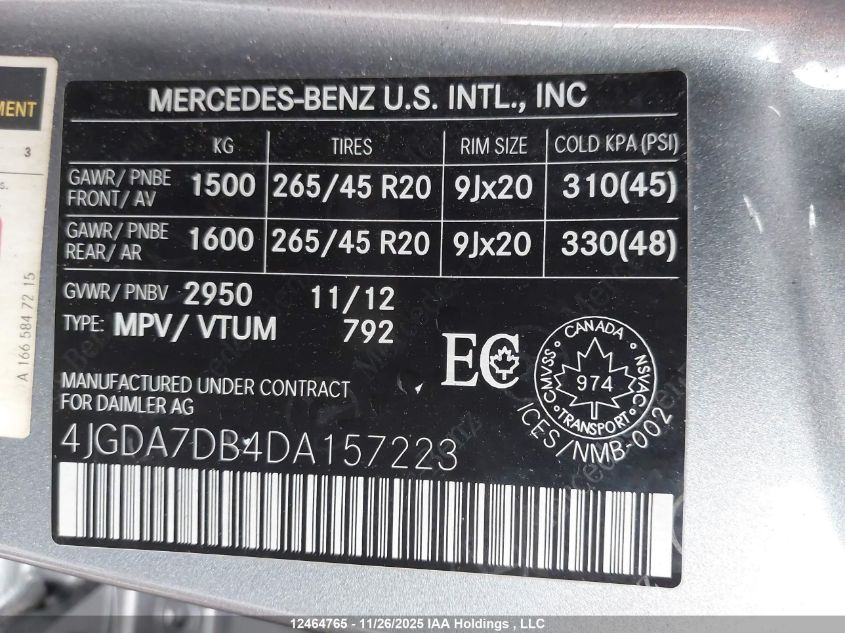 MENT
3
s.
A 166 584 72 15
MERCEDES-BENZ U.S. INTL., INC
KG TIRES RIM SIZE COLD KPA (PSI)
GAWR/ PNBE FRONT/ AV 1500 265/45 R20 9Jx20 310(45)
GAWR/ PNBE REAR/ AR 1600 265/45 R20 9Jx20 330(48)
GVWR/ PNBV 2950 11/12
TYPE: MPV/ VTUM 792
EC
CANADA
CMVSS 974 NSVAC
TRANSPORT
ICES/NMB-002
MANUFACTURED UNDER CONTRACT
FOR DAIMLER AG
4JGDA7DB4DA157223
12464765 - 11/26/2025 IAA Holdings , LLC